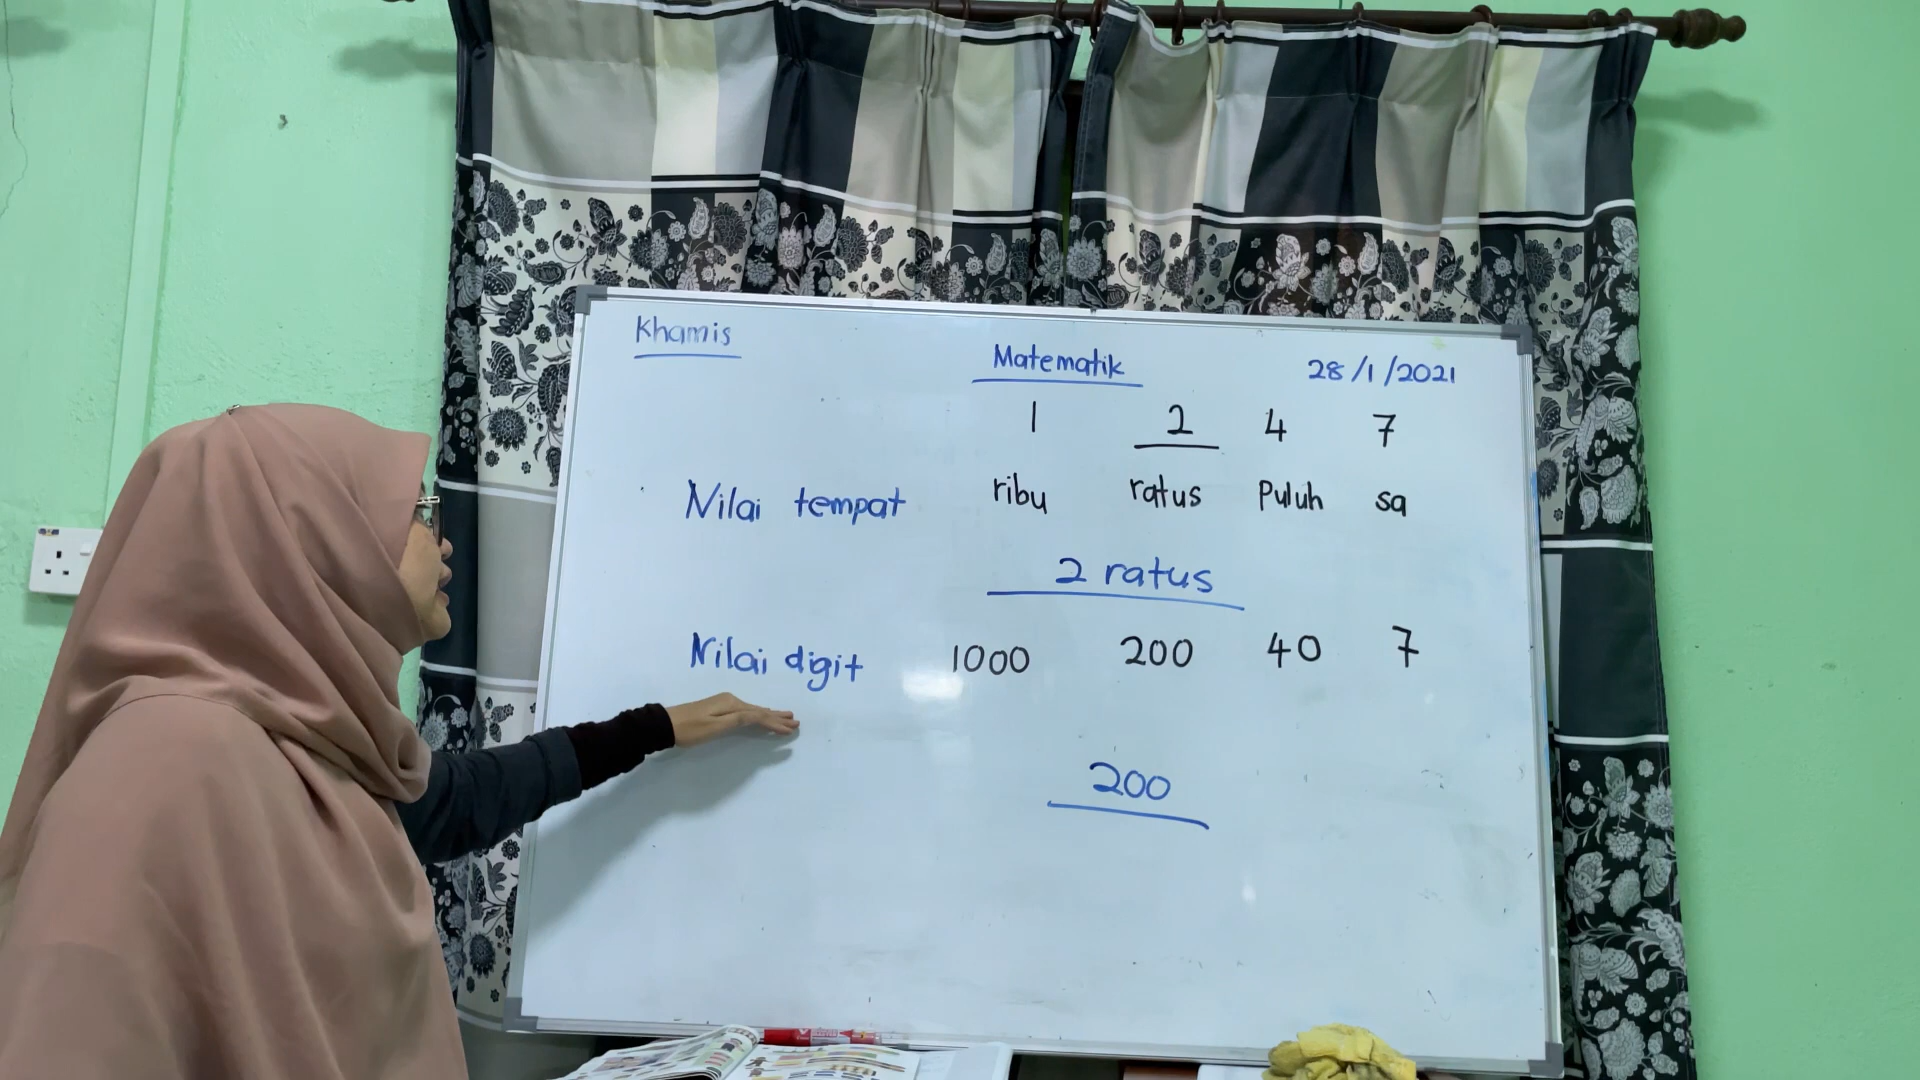 Khamis
Matematik
28/1/2021
1 2 4 7
Nilai tempat ribu ratus Puluh sa
2 ratus
Nilai digit 1000 200 40 7
200